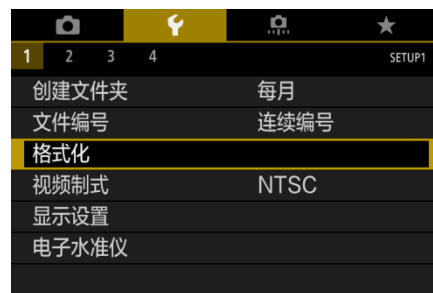 1 2 3 4 SETUP1
创建文件夹 每月
文件编号 连续编号
格式化
视频制式 NTSC
显示设置
电子水准仪